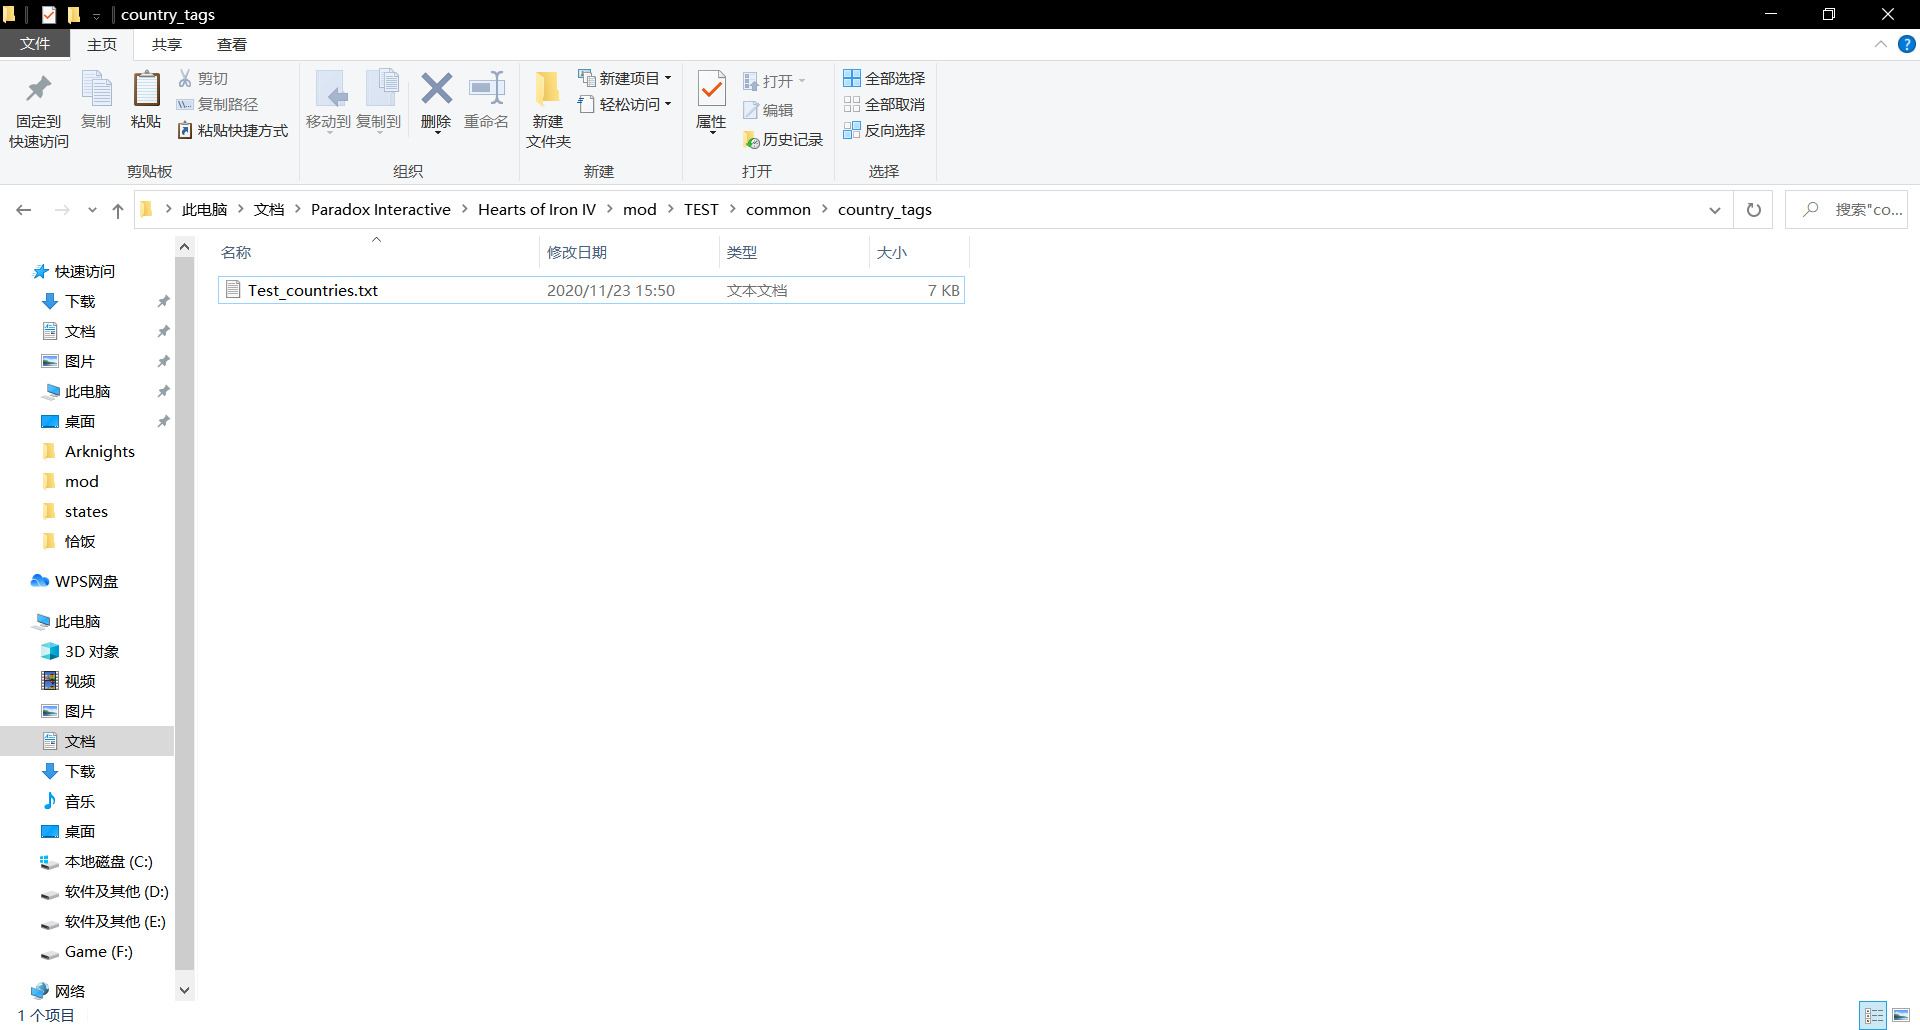 country_tags
文件 主页 共享 查看
固定到
快速访问
复制
粘贴
剪切
复制路径
粘贴快捷方式
剪贴板
移动到
复制到
删除
重命名
组织
新建
文件夹
新建项目
轻松访问
新建
属性
打开
编辑
历史记录
打开
全部选择
全部取消
反向选择
选择
此电脑 > 文档 > Paradox Interactive > Hearts of Iron IV > mod > TEST > common > country_tags
搜索"co...
快速访问
下载
文档
图片
此电脑
桌面
Arknights
mod
states
恰饭
WPS网盘
此电脑
3D 对象
视频
图片
文档
下载
音乐
桌面
本地磁盘 (C:)
软件及其他 (D:)
软件及其他 (E:)
Game (F:)
网络
名称 修改日期 类型 大小
Test_countries.txt 2020/11/23 15:50 文本文档 7 KB
1 个项目